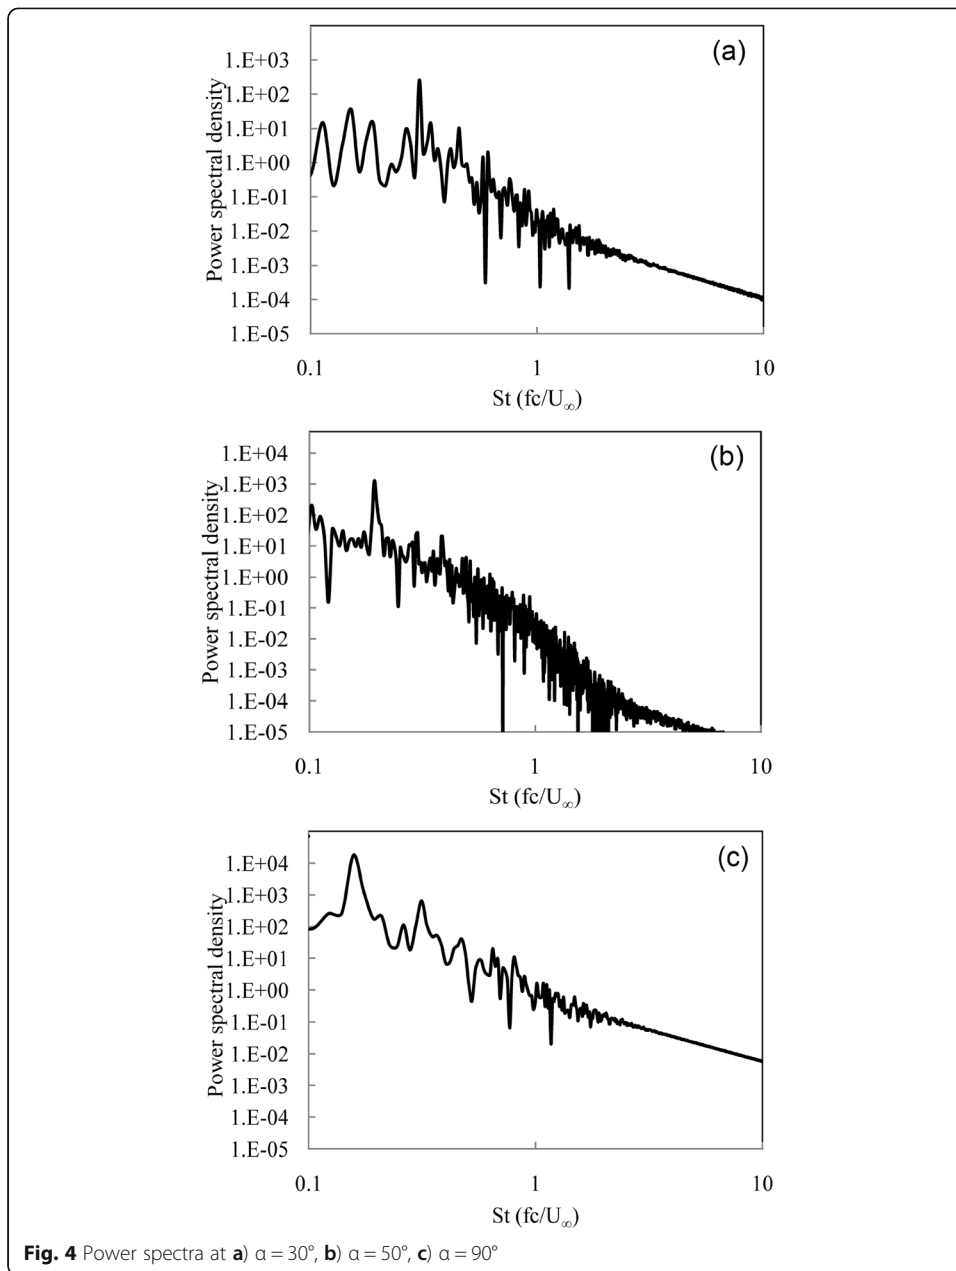 (a)
Power spectral density
1.E+03
1.E+02
1.E+01
1.E+00
1.E-01
1.E-02
1.E-03
1.E-04
1.E-05
0.1 1 10
St (fc/U∞)
(b)
Power spectral density
1.E+04
1.E+03
1.E+02
1.E+01
1.E+00
1.E-01
1.E-02
1.E-03
1.E-04
1.E-05
0.1 1 10
St (fc/U∞)
(c)
Power spectral density
1.E+04
1.E+03
1.E+02
1.E+01
1.E+00
1.E-01
1.E-02
1.E-03
1.E-04
1.E-05
0.1 1 10
St (fc/U∞)
Fig. 4 Power spectra at a) α = 30°, b) α = 50°, c) α = 90°